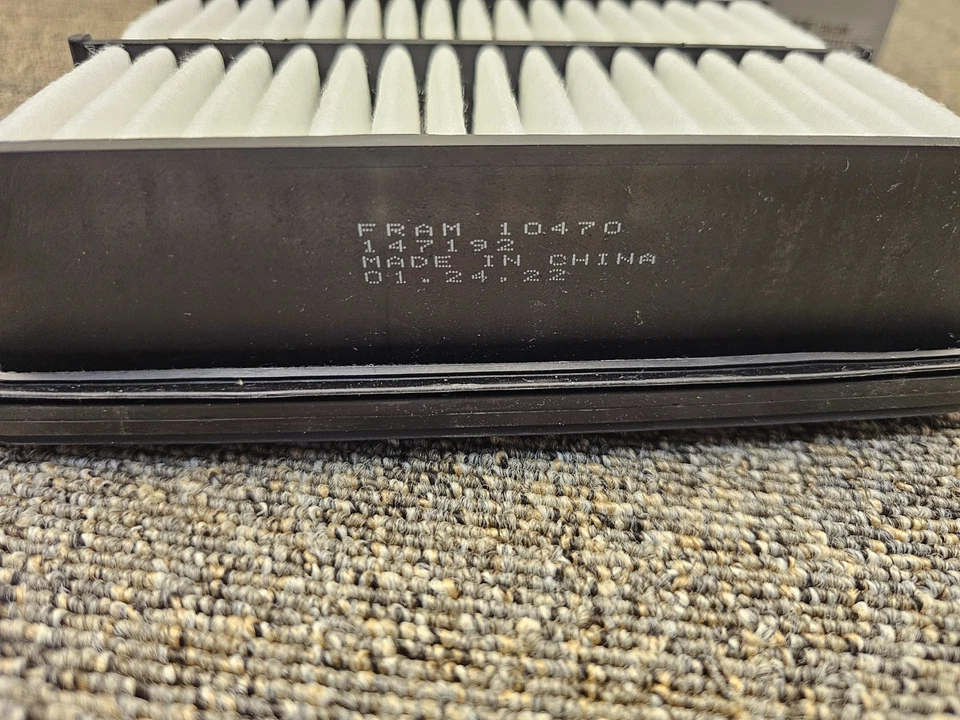 FRAM 10470
147192
MADE IN CHINA
01.24.22